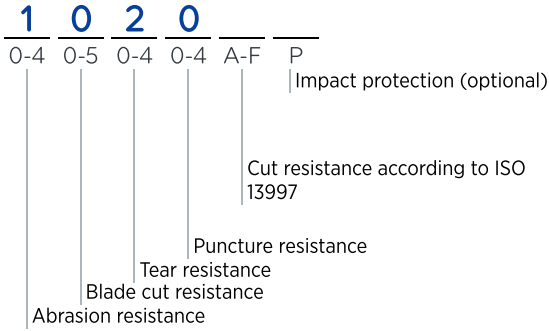 1 0 2 0
0-4 0-5 0-4 0-4 A-F P
Impact protection (optional)
Cut resistance according to ISO
13997
Puncture resistance
Tear resistance
Blade cut resistance
Abrasion resistance